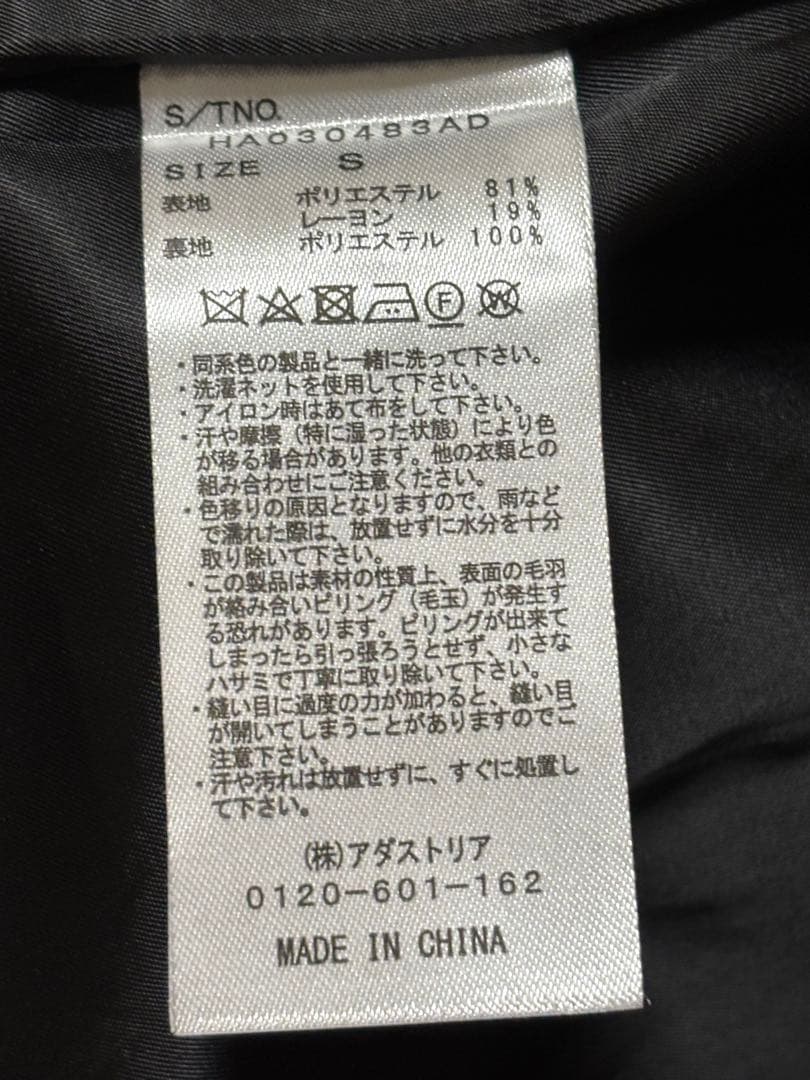 S/TNO.
HA030483AD
SIZE S
表地 ポリエステル 81%
レーヨン 19%
裏地 ポリエステル 100%
F W
・同系色の製品と一緒に洗って下さい。
・洗濯ネットを使用して下さい。
・アイロン時はあて布をして下さい。
・汗や摩擦（特に湿った状態）により色
が移る場合があります。他の衣類との
組み合わせにご注意ください。
・色移りの原因となりますので、雨など
で濡れた際は、放置せずに水分を十分
取り除いて下さい。
・この製品は素材の性質上、表面の毛羽
が絡み合いピリング（毛玉）が発生す
る恐れがあります。ピリングが出来て
しまったら引っ張ろうとせず、小さな
ハサミで丁寧に取り除いて下さい。
・縫い目に過度の力が加わると、縫い目
が開いてしまうことがありますのでご
注意下さい。
・汗や汚れは放置せずに、すぐに処置し
て下さい。
(株)アダストリア
0120-601-162
MADE IN CHINA